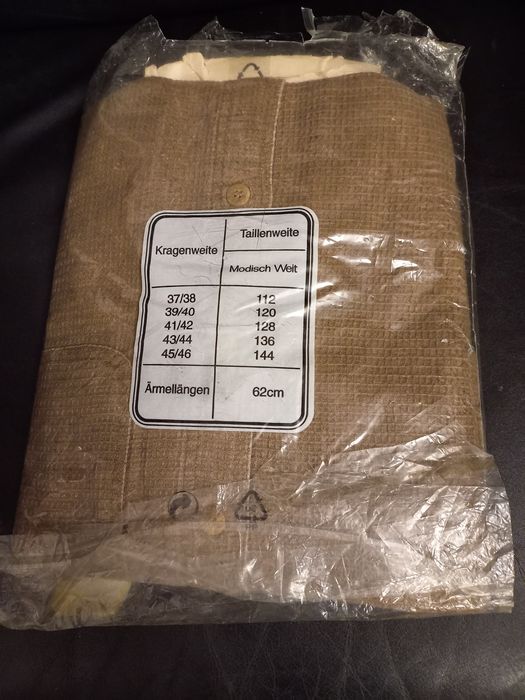 Kragenweite
Taillenweite
Modisch Weit
37/38 112
39/40 120
41/42 128
43/44 136
45/46 144
Ärmellängen 62cm